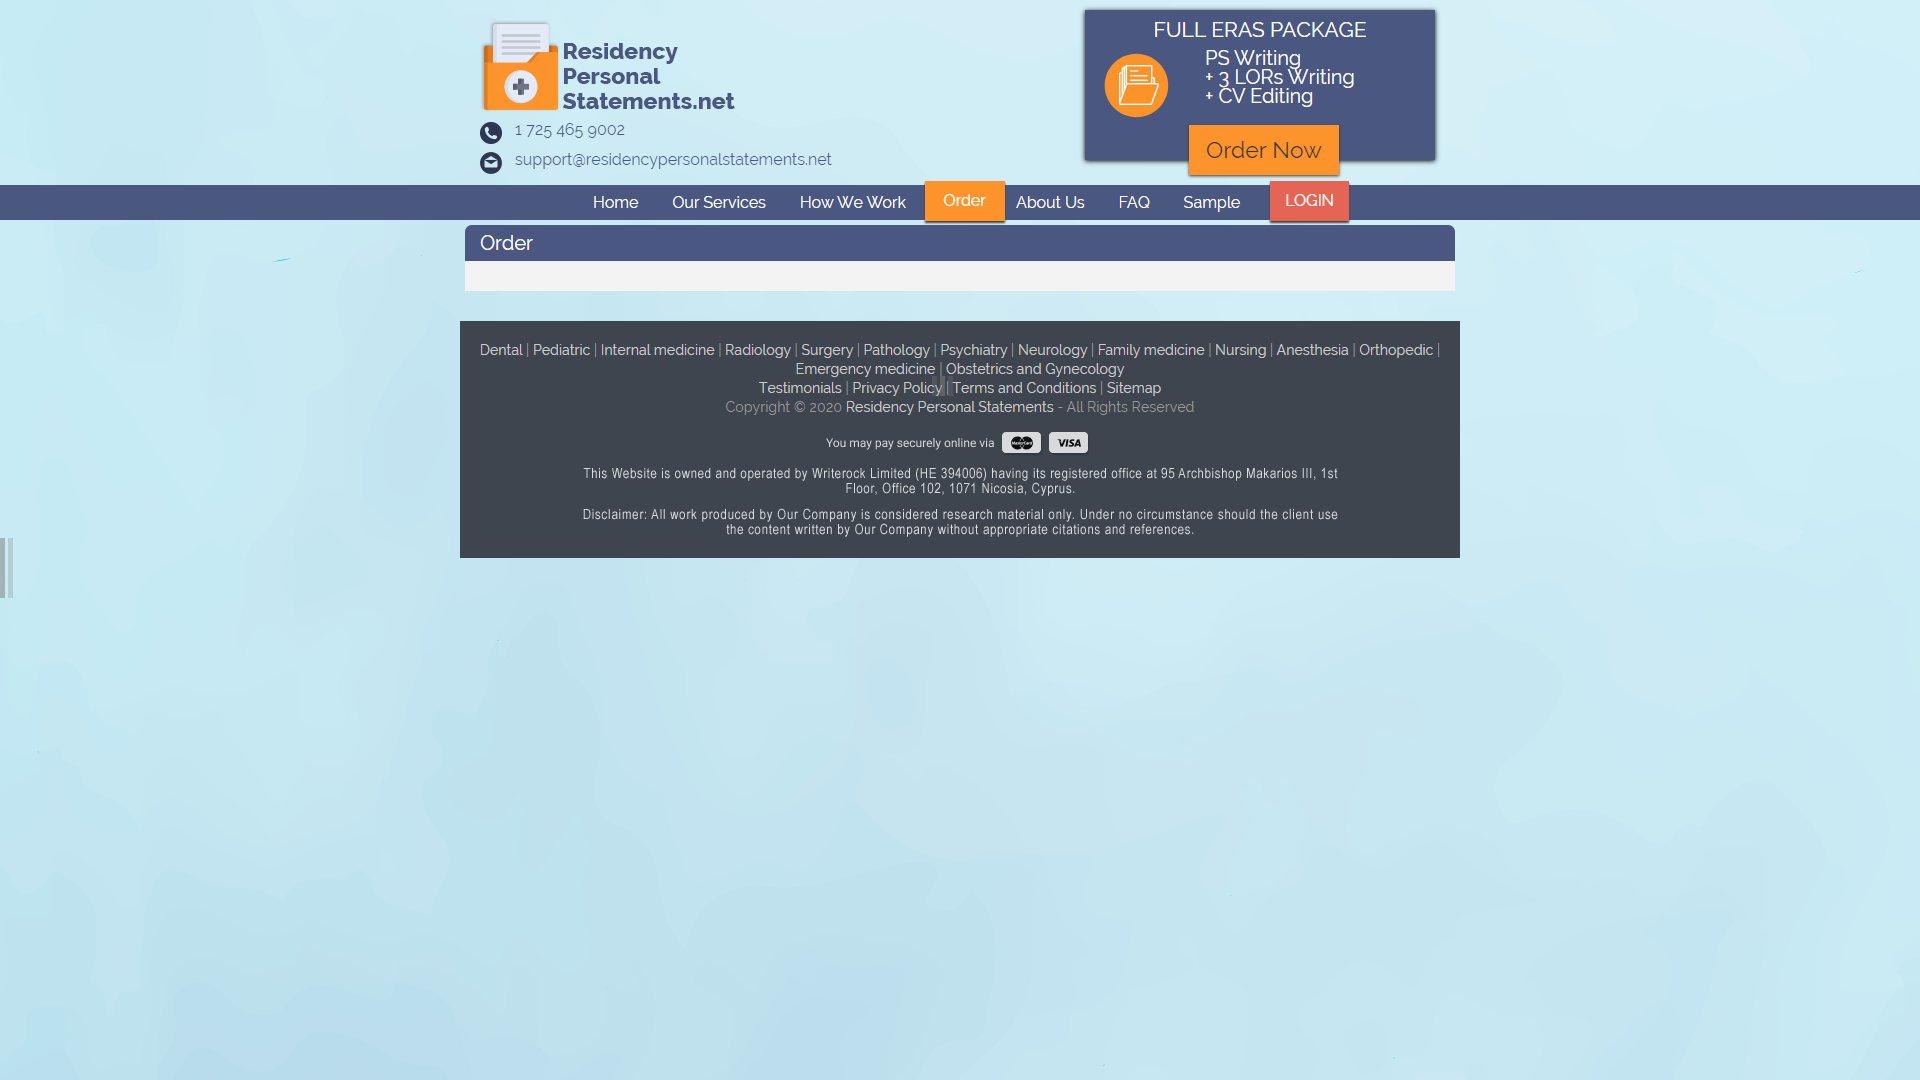 Residency
Personal
Statements.net
1 725 465 9002
support@residencypersonalstatements.net
FULL ERAS PACKAGE
PS Writing
+ 3 LORs Writing
+ CV Editing
Order Now
Home Our Services How We Work Order About Us FAQ Sample LOGIN
Order
Dental | Pediatric | Internal medicine | Radiology | Surgery | Pathology | Psychiatry | Neurology | Family medicine | Nursing | Anesthesia | Orthopedic |
Emergency medicine | Obstetrics and Gynecology
Testimonials | Privacy Policy | Terms and Conditions | Sitemap
Copyright © 2020 Residency Personal Statements - All Rights Reserved
You may pay securely online via MasterCard VISA
This Website is owned and operated by Writerock Limited (HE 394006) having its registered office at 95 Archbishop Makarios III, 1st
Floor, Office 102, 1071 Nicosia, Cyprus.
Disclaimer: All work produced by Our Company is considered research material only. Under no circumstance should the client use
the content written by Our Company without appropriate citations and references.